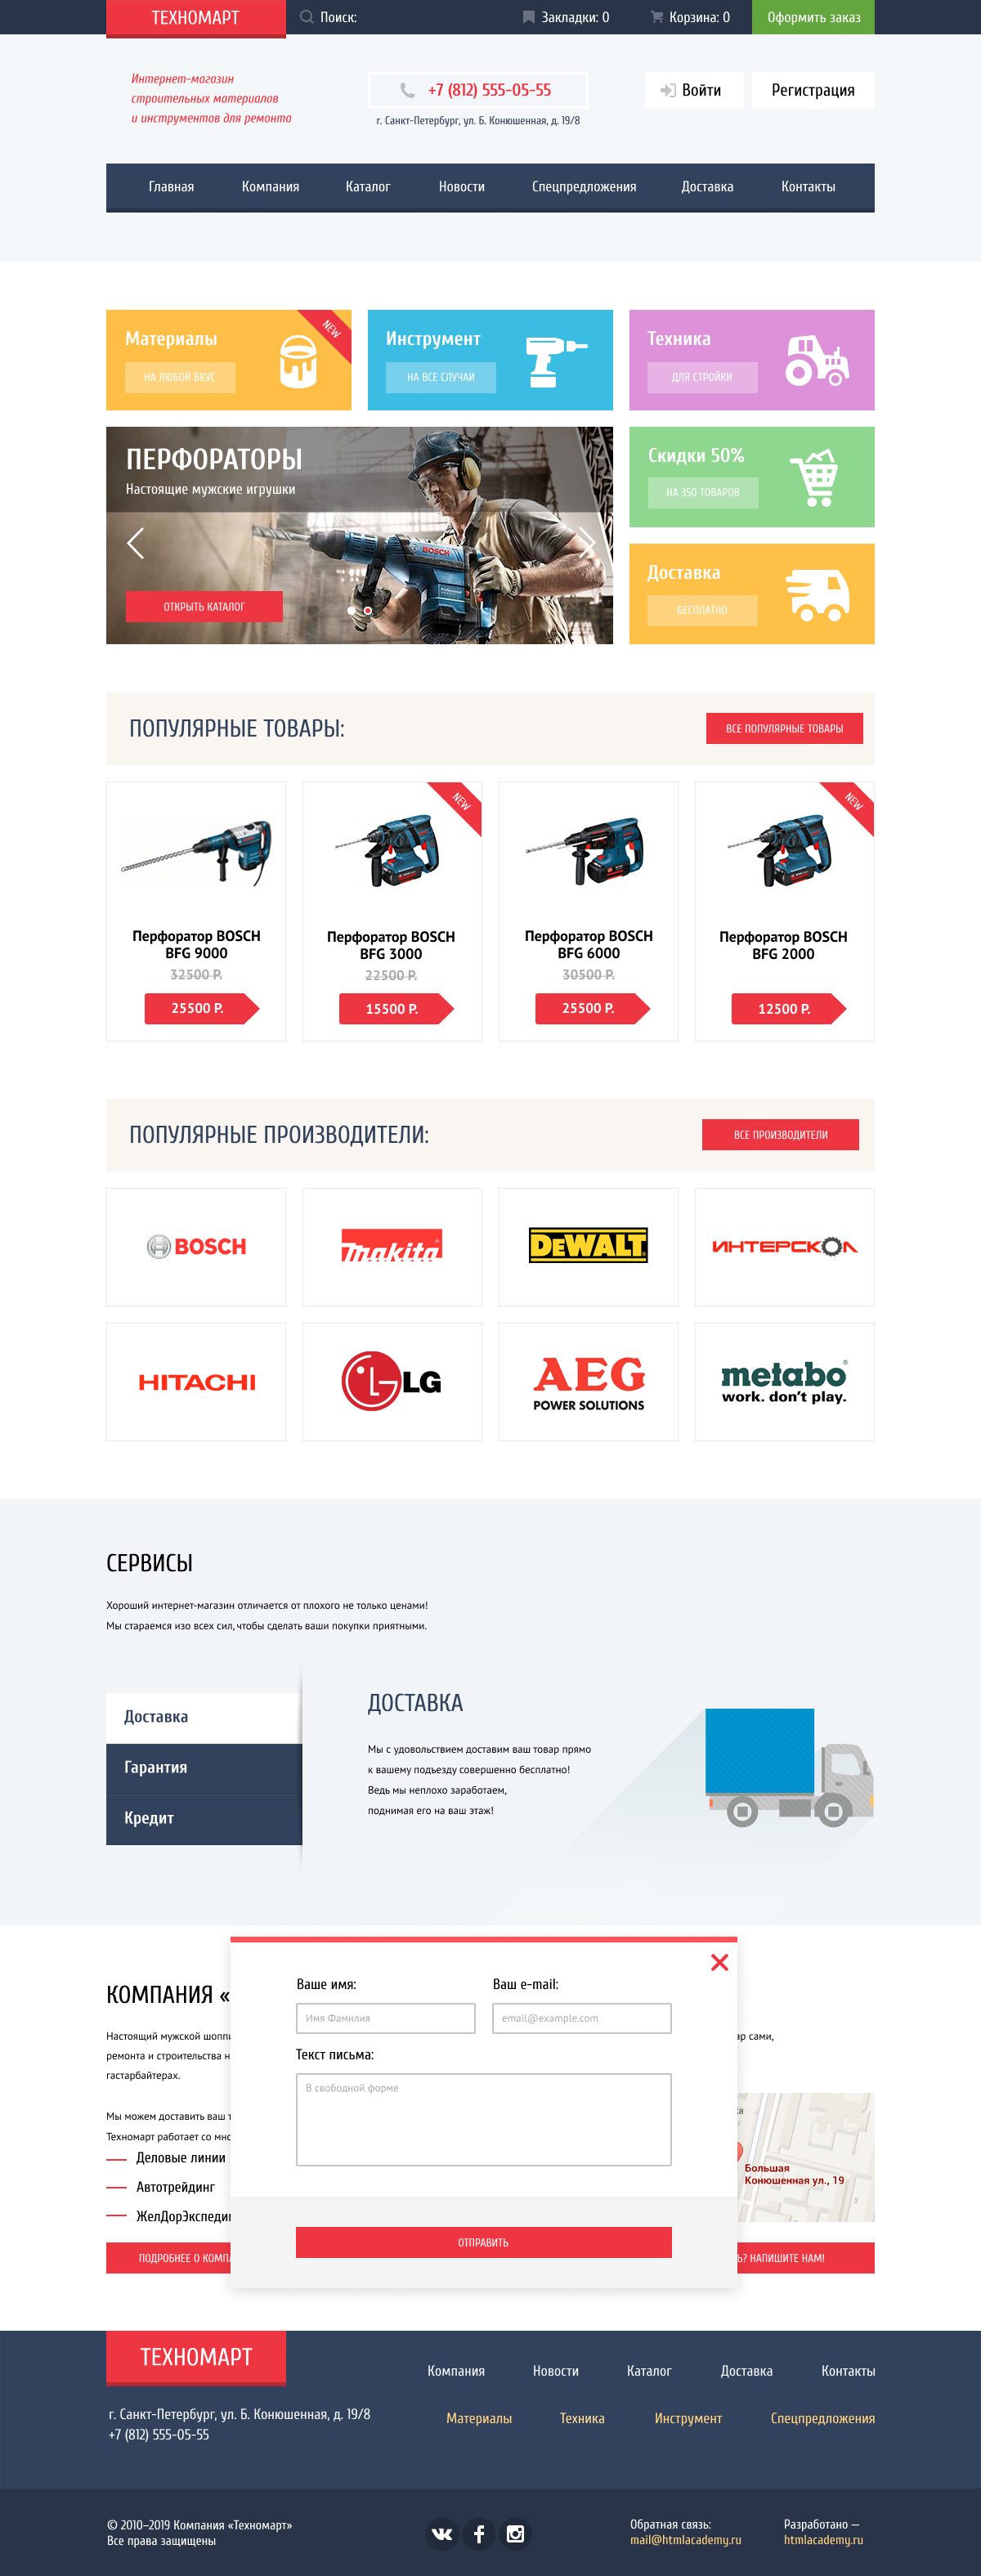 ТЕХНОМАРТ
Поиск:
Закладки: 0
Корзина: 0
Оформить заказ
Интернет-магазин
строительных материалов
и инструментов для ремонта
+7 (812) 555-05-55
г. Санкт-Петербург, ул. Б. Конюшенная, д. 19/8
Войти
Регистрация
Главная
Компания
Каталог
Новости
Спецпредложения
Доставка
Контакты
Материалы
НА ЛЮБОЙ ВКУС
NEW
Инструмент
НА ВСЕ СЛУЧАИ
Техника
ДЛЯ СТРОЙКИ
ПЕРФОРАТОРЫ
Настоящие мужские игрушки
BOSCH
ОТКРЫТЬ КАТАЛОГ
Скидки 50%
НА 350 ТОВАРОВ
Доставка
БЕСПЛАТНО
ПОПУЛЯРНЫЕ ТОВАРЫ:
ВСЕ ПОПУЛЯРНЫЕ ТОВАРЫ
Перфоратор BOSCH
BFG 9000
32500 Р.
25500 Р.
NEW
Перфоратор BOSCH
BFG 3000
22500 Р.
15500 Р.
Перфоратор BOSCH
BFG 6000
30500 Р.
25500 Р.
NEW
Перфоратор BOSCH
BFG 2000
12500 Р.
ПОПУЛЯРНЫЕ ПРОИЗВОДИТЕЛИ:
ВСЕ ПРОИЗВОДИТЕЛИ
BOSCH
makita
DEWALT
ИНТЕРСКОЛ
HITACHI
LG
AEG
POWER SOLUTIONS
metabo®
work. don't play.
СЕРВИСЫ
Хороший интернет-магазин отличается от плохого не только ценами!
Мы стараемся изо всех сил, чтобы сделать ваши покупки приятными.
Доставка
Гарантия
Кредит
ДОСТАВКА
Мы с удовольствием доставим ваш товар прямо
к вашему подъезду совершенно бесплатно!
Ведь мы неплохо заработаем,
поднимая его на ваш этаж!
КОМПАНИЯ «
Настоящий мужской шоппи
ремонта и строительства н
гастарбайтерах.
Мы можем доставить ваш т
Техномарт работает со мно
Деловые линии
Автотрейдинг
ЖелДорЭкспеди
ПОДРОБНЕЕ О КОМПА
Ваше имя:
Имя Фамилия
Ваш e-mail:
email@example.com
Текст письма:
В свободной форме
ОТПРАВИТЬ
ар сами,
Большая
Конюшенная ул., 19
2
Ь? НАПИШИТЕ НАМ!
ТЕХНОМАРТ
г. Санкт-Петербург, ул. Б. Конюшенная, д. 19/8
+7 (812) 555-05-55
Компания
Новости
Каталог
Доставка
Контакты
Материалы
Техника
Инструмент
Спецпредложения
© 2010–2019 Компания «Техномарт»
Все права защищены
Обратная связь:
mail@htmlacademy.ru
Разработано —
htmlacademy.ru